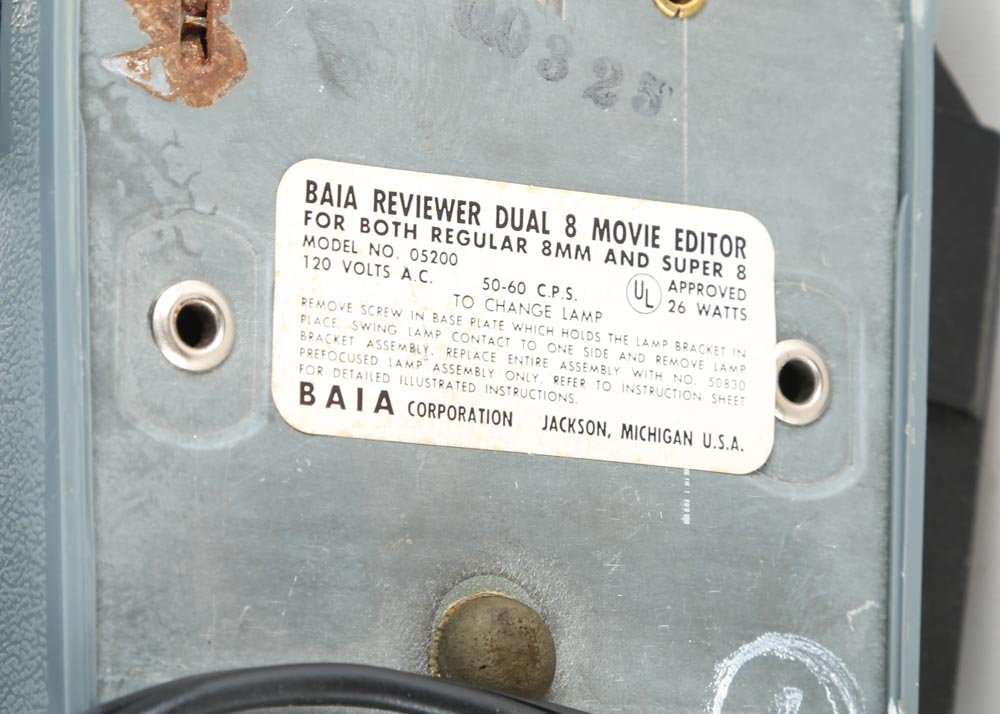 00325
BAIA REVIEWER DUAL 8 MOVIE EDITOR
FOR BOTH REGULAR 8MM AND SUPER 8
MODEL NO. 05200
120 VOLTS A.C. 50-60 C.P.S. UL APPROVED 26 WATTS
TO CHANGE LAMP
REMOVE SCREW IN BASE PLATE WHICH HOLDS THE LAMP BRACKET IN
PLACE. SWING LAMP CONTACT TO ONE SIDE AND REMOVE LAMP
BRACKET ASSEMBLY. REPLACE ENTIRE ASSEMBLY WITH NO. 50830
PREFOCUSED LAMP ASSEMBLY ONLY. REFER TO INSTRUCTION SHEET
FOR DETAILED ILLUSTRATED INSTRUCTIONS.
BAIA CORPORATION JACKSON, MICHIGAN U.S.A.